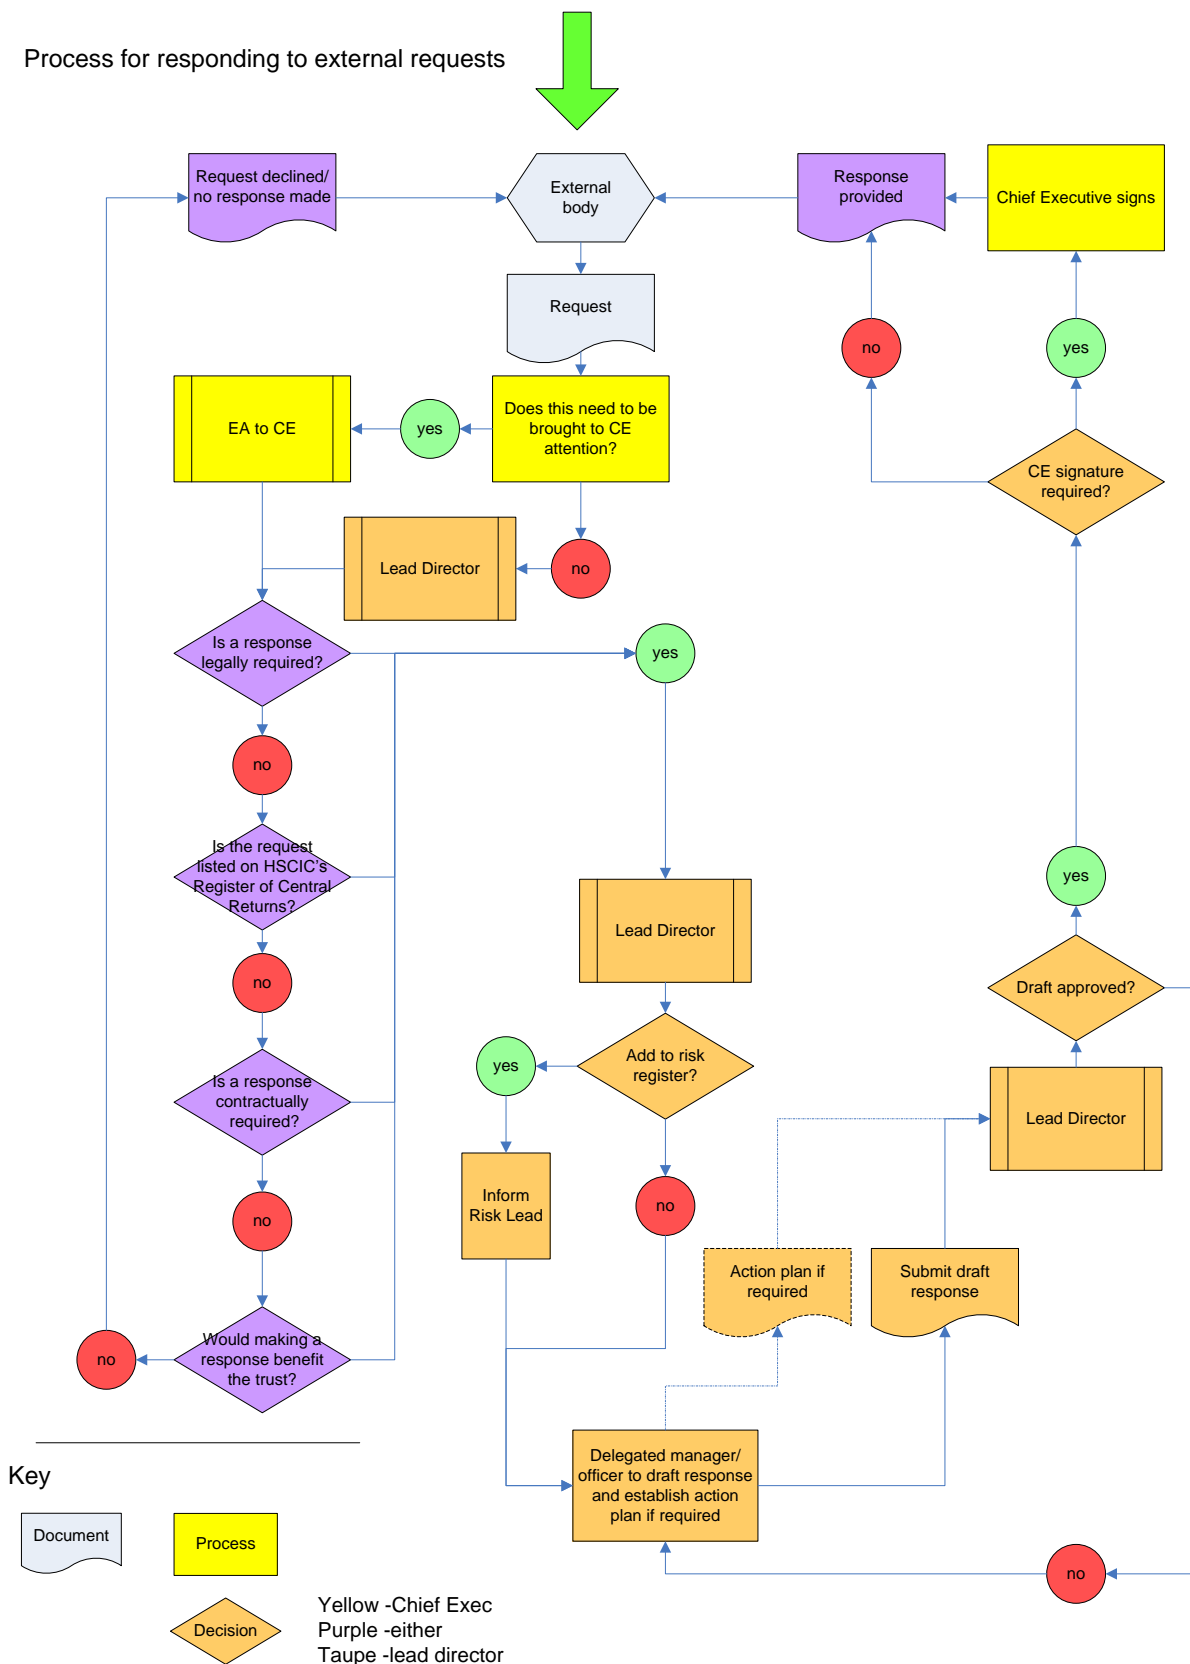 Process for responding to external requests
Request declined/
no response made
External
body
Response
provided
Chief Executive signs
Request
no
yes
EA to CE
yes
Does this need to be
brought to CE
attention?
CE signature
required?
Lead Director
no
Is a response
legally required?
yes
no
Is the request
listed on HSCIC's
Register of Central
Returns?
yes
Lead Director
no
Draft approved?
Add to risk
register?
yes
Is a response
contractually
required?
Lead Director
Inform
Risk Lead
no
no
Action plan if
required
Submit draft
response
Would making a
response benefit
the trust?
no
Delegated manager/
officer to draft response
and establish action
plan if required
Key
Document
Process
no
Decision
Yellow -Chief Exec
Purple -either
Taupe -lead director